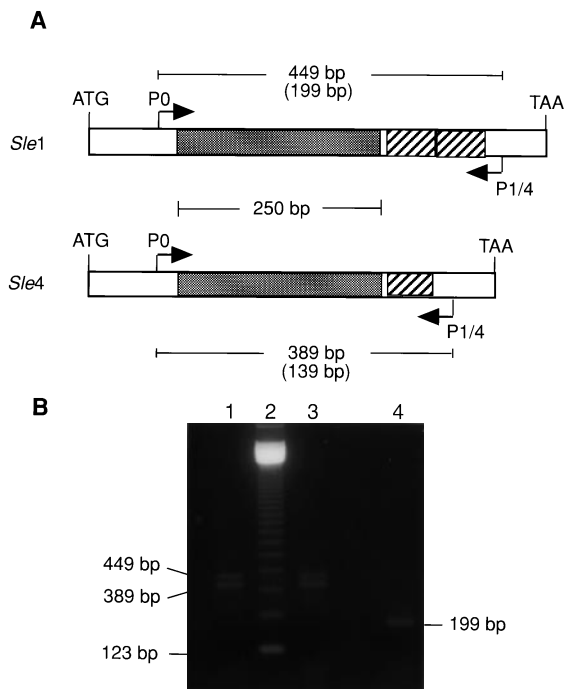 A
449 bp
(199 bp)
ATG
P0
TAA
Sle1
P1/4
250 bp
ATG
P0
TAA
Sle4
P1/4
389 bp
(139 bp)
B
1 2 3 4
449 bp
389 bp
199 bp
123 bp